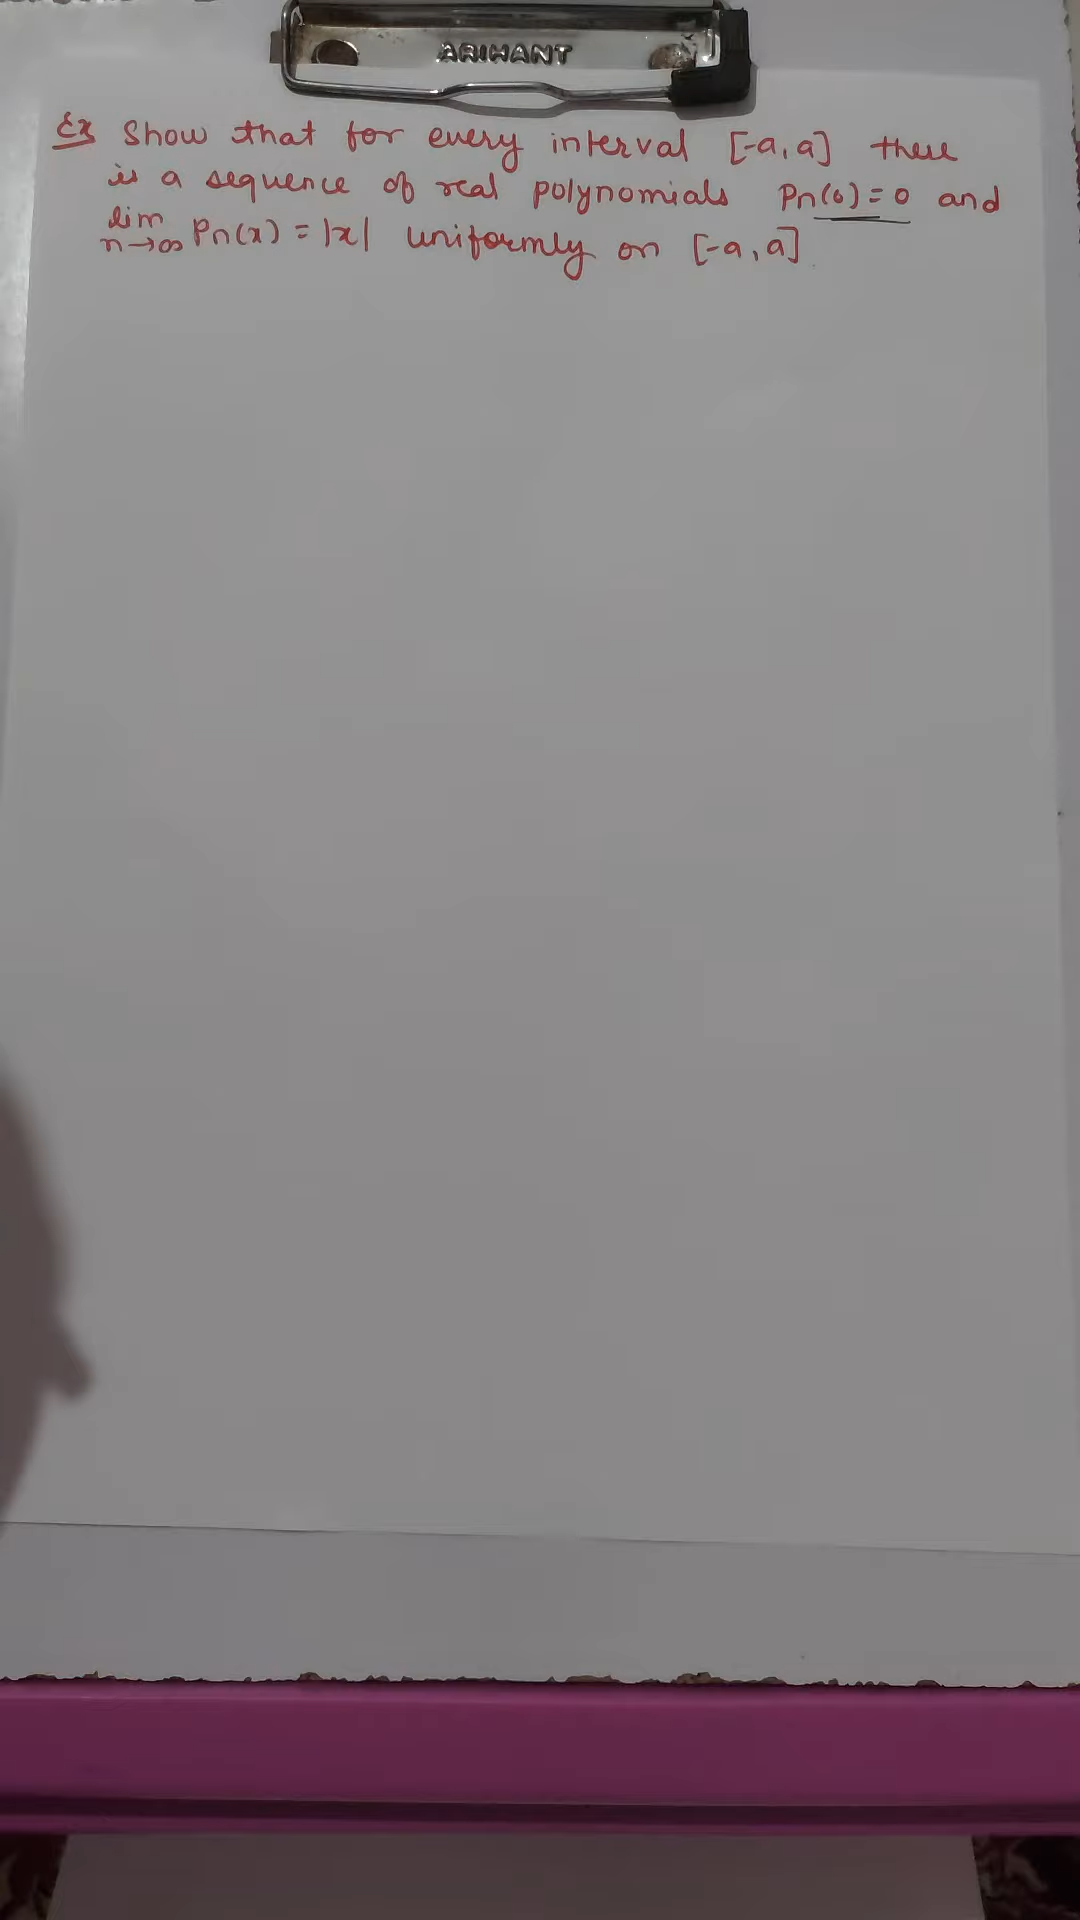 ARIHANT
Ex Show that for every interval [-a,a] there
is a sequence of real polynomials Pn(0)=0 and
lim n→∞ Pn(x)=|x| uniformly on [-a,a]